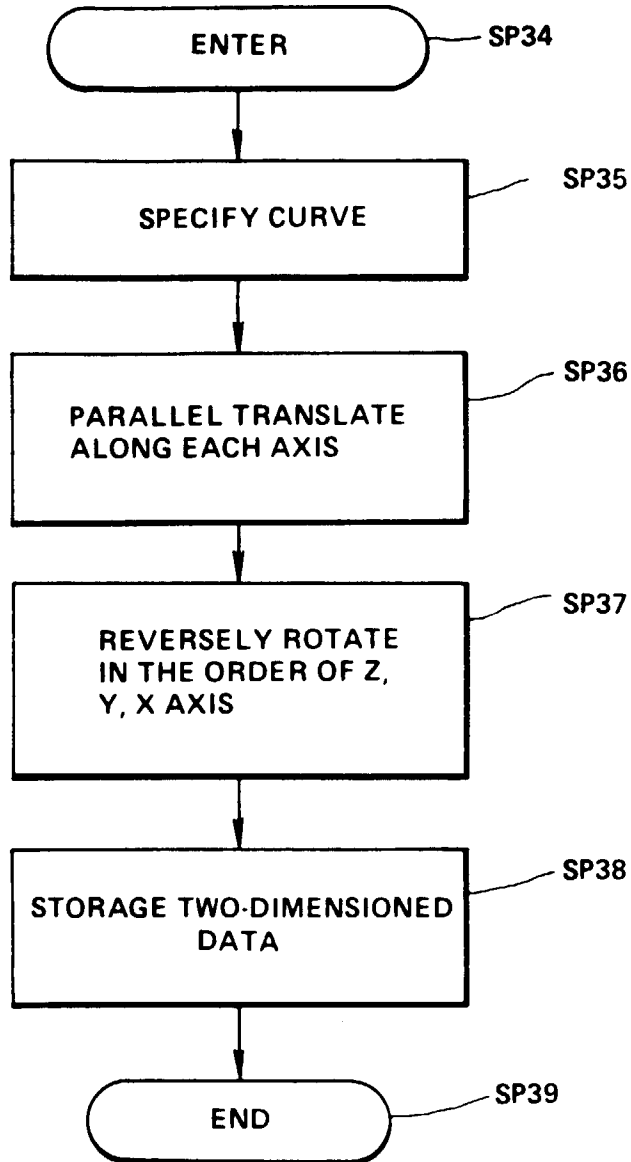 ENTER
SP34
SPECIFY CURVE
SP35
PARALLEL TRANSLATE
ALONG EACH AXIS
SP36
REVERSELY ROTATE
IN THE ORDER OF Z,
Y, X AXIS
SP37
STORAGE TWO-DIMENSIONED
DATA
SP38
END
SP39